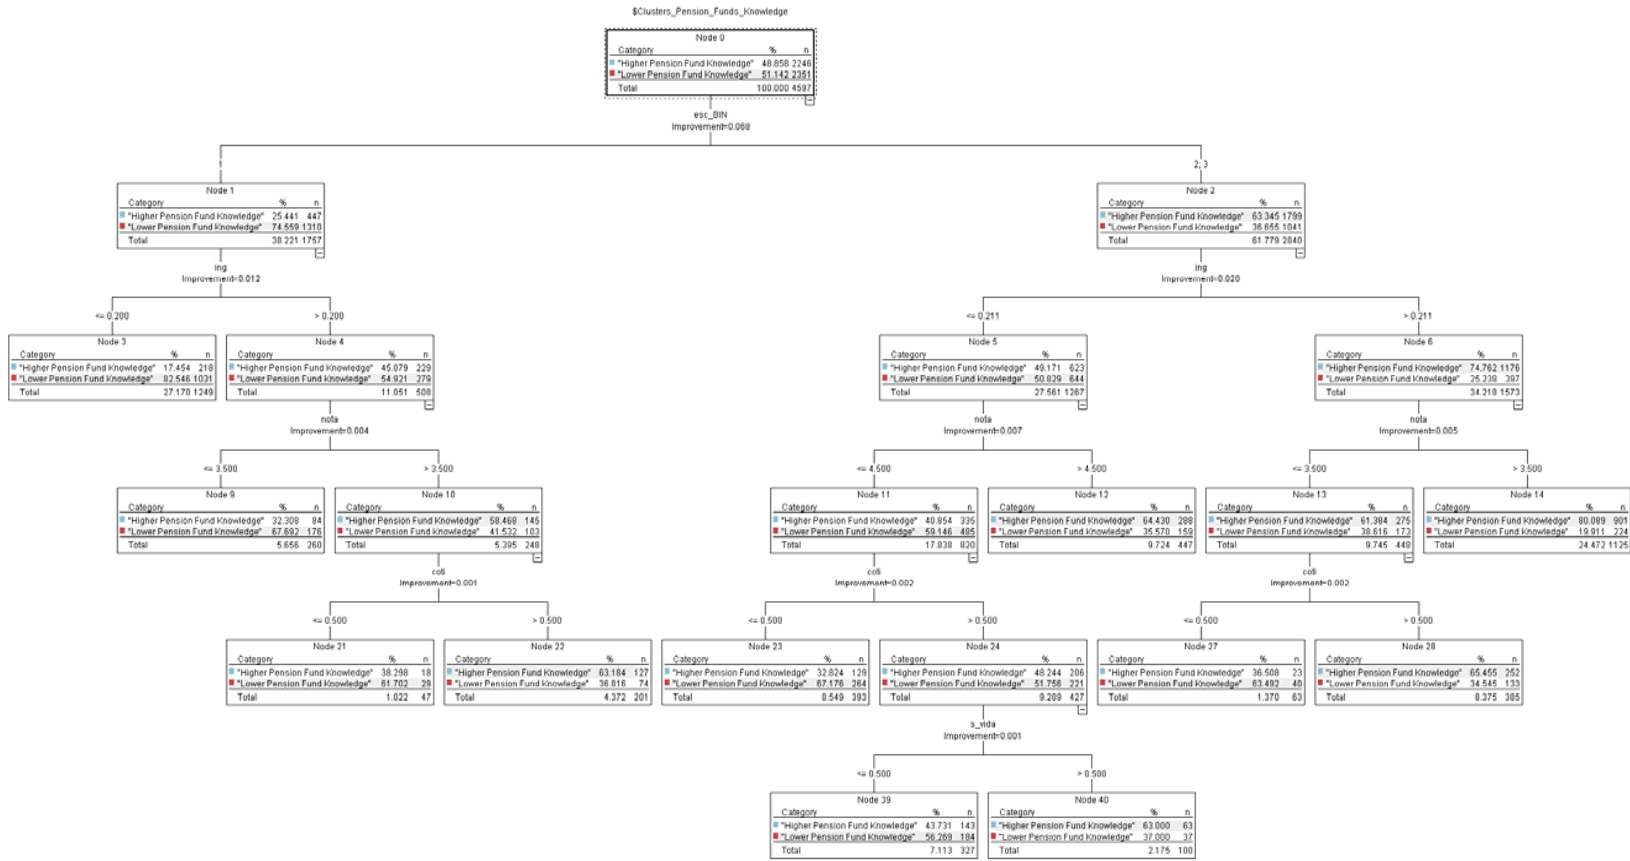 $Clusters_Pension_Funds_Knowledge
Node 0
Category % n
"Higher Pension Fund Knowledge" 48.858 2246
"Lower Pension Fund Knowledge" 51.142 2351
Total 100.000 4597
esc_BIN
Improvement=0.068
1
2; 3
Node 1
Category % n
"Higher Pension Fund Knowledge" 25.441 447
"Lower Pension Fund Knowledge" 74.559 1310
Total 38.221 1757
Node 2
Category % n
"Higher Pension Fund Knowledge" 63.345 1799
"Lower Pension Fund Knowledge" 36.655 1041
Total 61.779 2840
ing
Improvement=0.012
ing
Improvement=0.020
<= 0.200
> 0.200
<= 0.211
> 0.211
Node 3
Category % n
"Higher Pension Fund Knowledge" 17.454 218
"Lower Pension Fund Knowledge" 82.546 1031
Total 27.170 1249
Node 4
Category % n
"Higher Pension Fund Knowledge" 45.079 229
"Lower Pension Fund Knowledge" 54.921 279
Total 11.051 508
Node 5
Category % n
"Higher Pension Fund Knowledge" 49.171 623
"Lower Pension Fund Knowledge" 50.829 644
Total 27.561 1267
Node 6
Category % n
"Higher Pension Fund Knowledge" 74.762 1176
"Lower Pension Fund Knowledge" 25.238 397
Total 34.218 1573
nota
Improvement=0.004
nota
Improvement=0.007
nota
Improvement=0.005
<= 3.500
> 3.500
<= 4.500
> 4.500
<= 3.500
> 3.500
Node 9
Category % n
"Higher Pension Fund Knowledge" 32.308 84
"Lower Pension Fund Knowledge" 67.692 176
Total 5.656 260
Node 10
Category % n
"Higher Pension Fund Knowledge" 58.468 145
"Lower Pension Fund Knowledge" 41.532 103
Total 5.395 248
Node 11
Category % n
"Higher Pension Fund Knowledge" 40.854 335
"Lower Pension Fund Knowledge" 59.146 485
Total 17.838 820
Node 12
Category % n
"Higher Pension Fund Knowledge" 64.430 288
"Lower Pension Fund Knowledge" 35.570 159
Total 9.724 447
Node 13
Category % n
"Higher Pension Fund Knowledge" 61.384 275
"Lower Pension Fund Knowledge" 38.616 173
Total 9.745 448
Node 14
Category % n
"Higher Pension Fund Knowledge" 80.089 901
"Lower Pension Fund Knowledge" 19.911 224
Total 24.472 1125
coti
Improvement=0.001
coti
Improvement=0.002
coti
Improvement=0.002
<= 0.500
> 0.500
<= 0.500
> 0.500
<= 0.500
> 0.500
Node 21
Category % n
"Higher Pension Fund Knowledge" 38.298 18
"Lower Pension Fund Knowledge" 61.702 29
Total 1.022 47
Node 22
Category % n
"Higher Pension Fund Knowledge" 63.184 127
"Lower Pension Fund Knowledge" 36.816 74
Total 4.372 201
Node 23
Category % n
"Higher Pension Fund Knowledge" 32.824 129
"Lower Pension Fund Knowledge" 67.176 264
Total 8.549 393
Node 24
Category % n
"Higher Pension Fund Knowledge" 48.244 206
"Lower Pension Fund Knowledge" 51.756 221
Total 9.289 427
Node 27
Category % n
"Higher Pension Fund Knowledge" 36.508 23
"Lower Pension Fund Knowledge" 63.492 40
Total 1.370 63
Node 28
Category % n
"Higher Pension Fund Knowledge" 65.455 252
"Lower Pension Fund Knowledge" 34.545 133
Total 8.375 385
s_vida
Improvement=0.001
<= 0.500
> 0.500
Node 39
Category % n
"Higher Pension Fund Knowledge" 43.731 143
"Lower Pension Fund Knowledge" 56.269 184
Total 7.113 327
Node 40
Category % n
"Higher Pension Fund Knowledge" 63.000 63
"Lower Pension Fund Knowledge" 37.000 37
Total 2.175 100